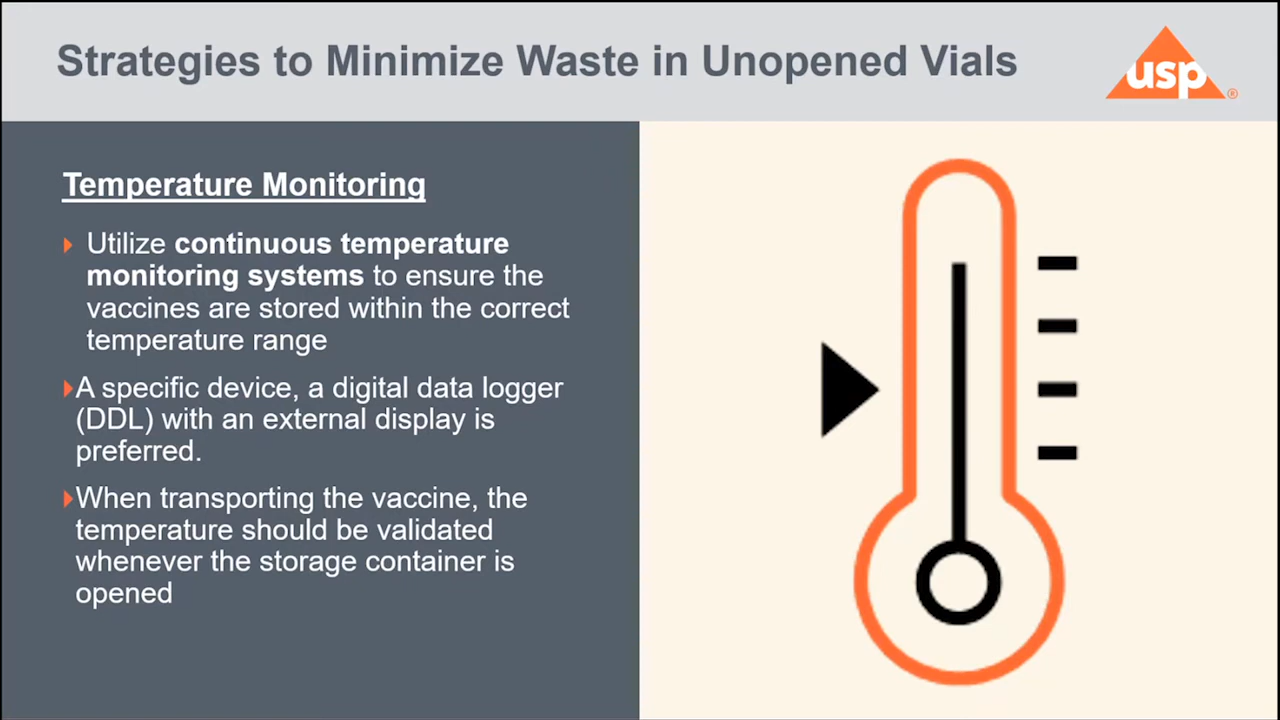 Strategies to Minimize Waste in Unopened Vials
usp®
Temperature Monitoring
Utilize continuous temperature
monitoring systems to ensure the
vaccines are stored within the correct
temperature range
A specific device, a digital data logger
(DDL) with an external display is
preferred.
When transporting the vaccine, the
temperature should be validated
whenever the storage container is
opened